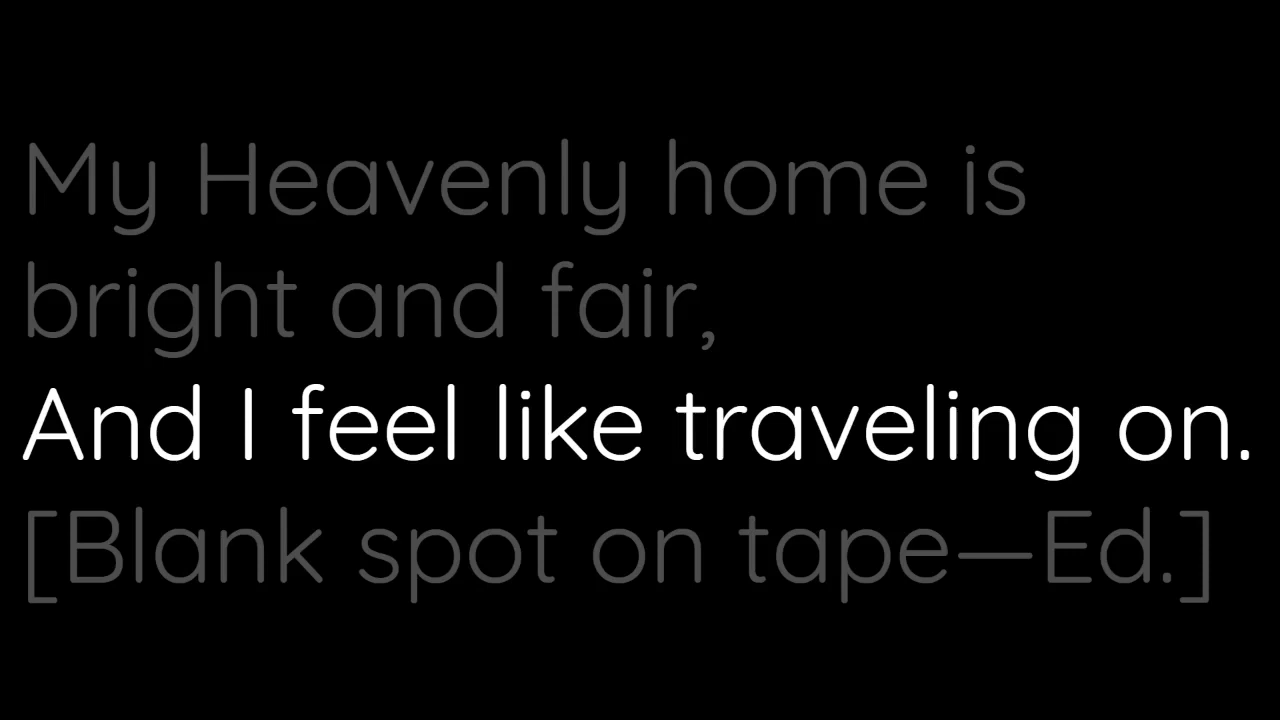 My Heavenly home is
bright and fair,
And I feel like traveling on.
[Blank spot on tape—Ed.]